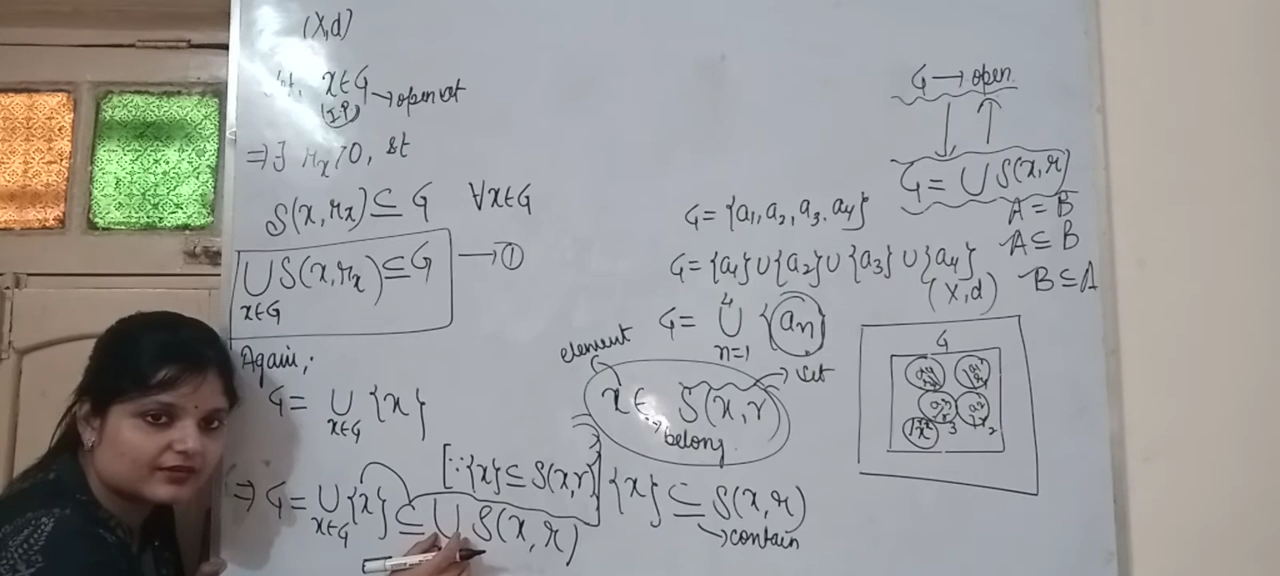 (X,d)
x∈G → open set
(I.P)
⇒ ∃ r_x > 0, st
S(x, r_x) ⊆ G ∀x∈G
∪ S(x, r_x) ⊆ G → ①
x∈G
Again,
G = ∪ {x}
x∈G
[∵ {x} ⊆ S(x,r)]
⇒ G = ∪ {x} ⊆ ∪ S(x, r)
x∈G
G → open.
G = ∪ S(x, r)
G = {a1, a2, a3, a4}
A = B
A ⊆ B
G = {a1} ∪ {a2} ∪ {a3} ∪ {a4}
B ⊆ A
(X,d)
4
G = ∪ {an}
n=1
element
set
x ∈ S(x, r)
belong
{x} ⊆ S(x, r)
contain
G